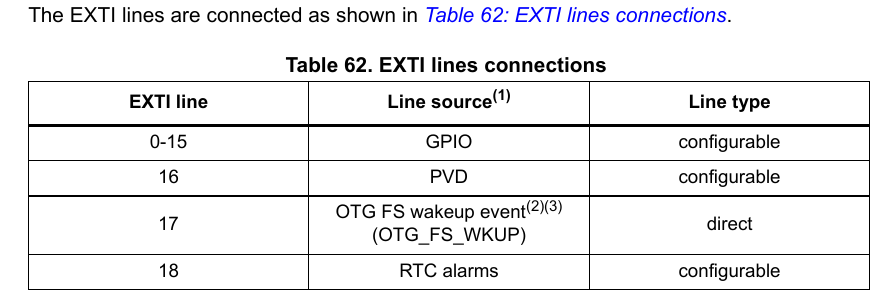 The EXTI lines are connected as shown in Table 62: EXTI lines connections.
Table 62. EXTI lines connections
EXTI line Line source(1) Line type
0-15 GPIO configurable
16 PVD configurable
17 OTG FS wakeup event(2)(3) direct
(OTG_FS_WKUP)
18 RTC alarms configurable